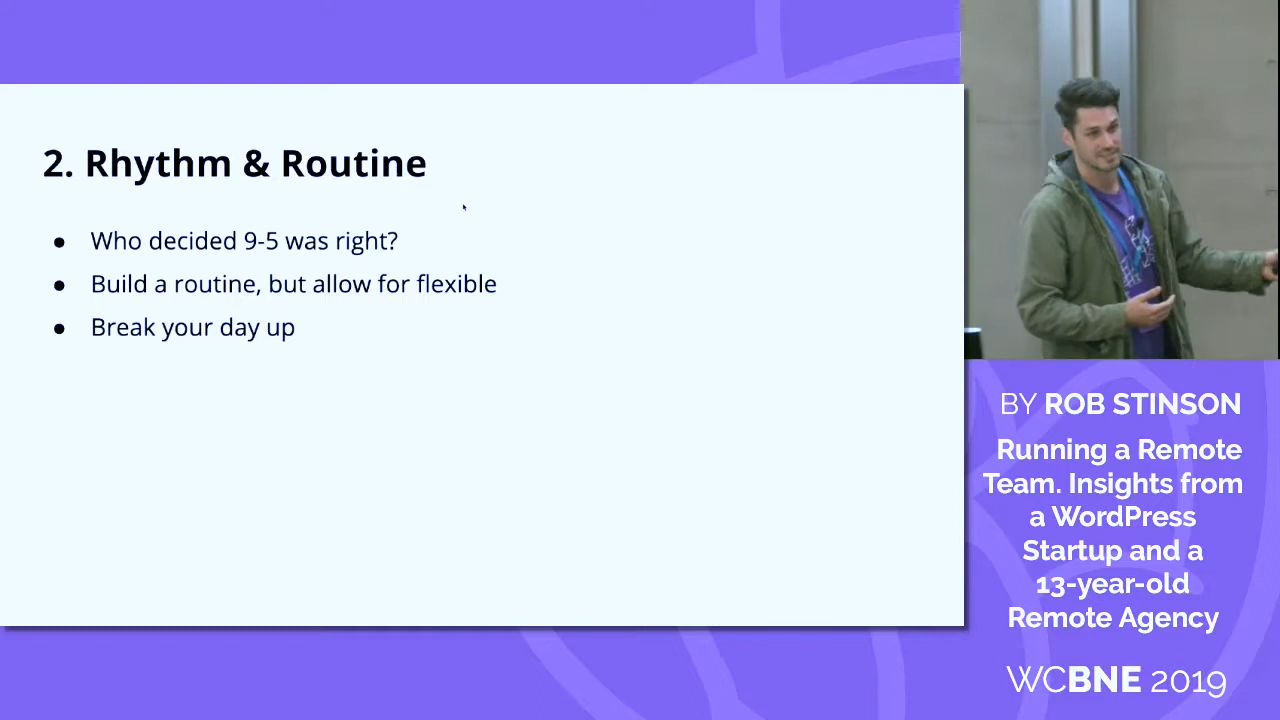 2. Rhythm & Routine
● Who decided 9-5 was right?
● Build a routine, but allow for flexible
● Break your day up
BY ROB STINSON
Running a Remote
Team. Insights from
a WordPress
Startup and a
13-year-old
Remote Agency
WCBNE 2019